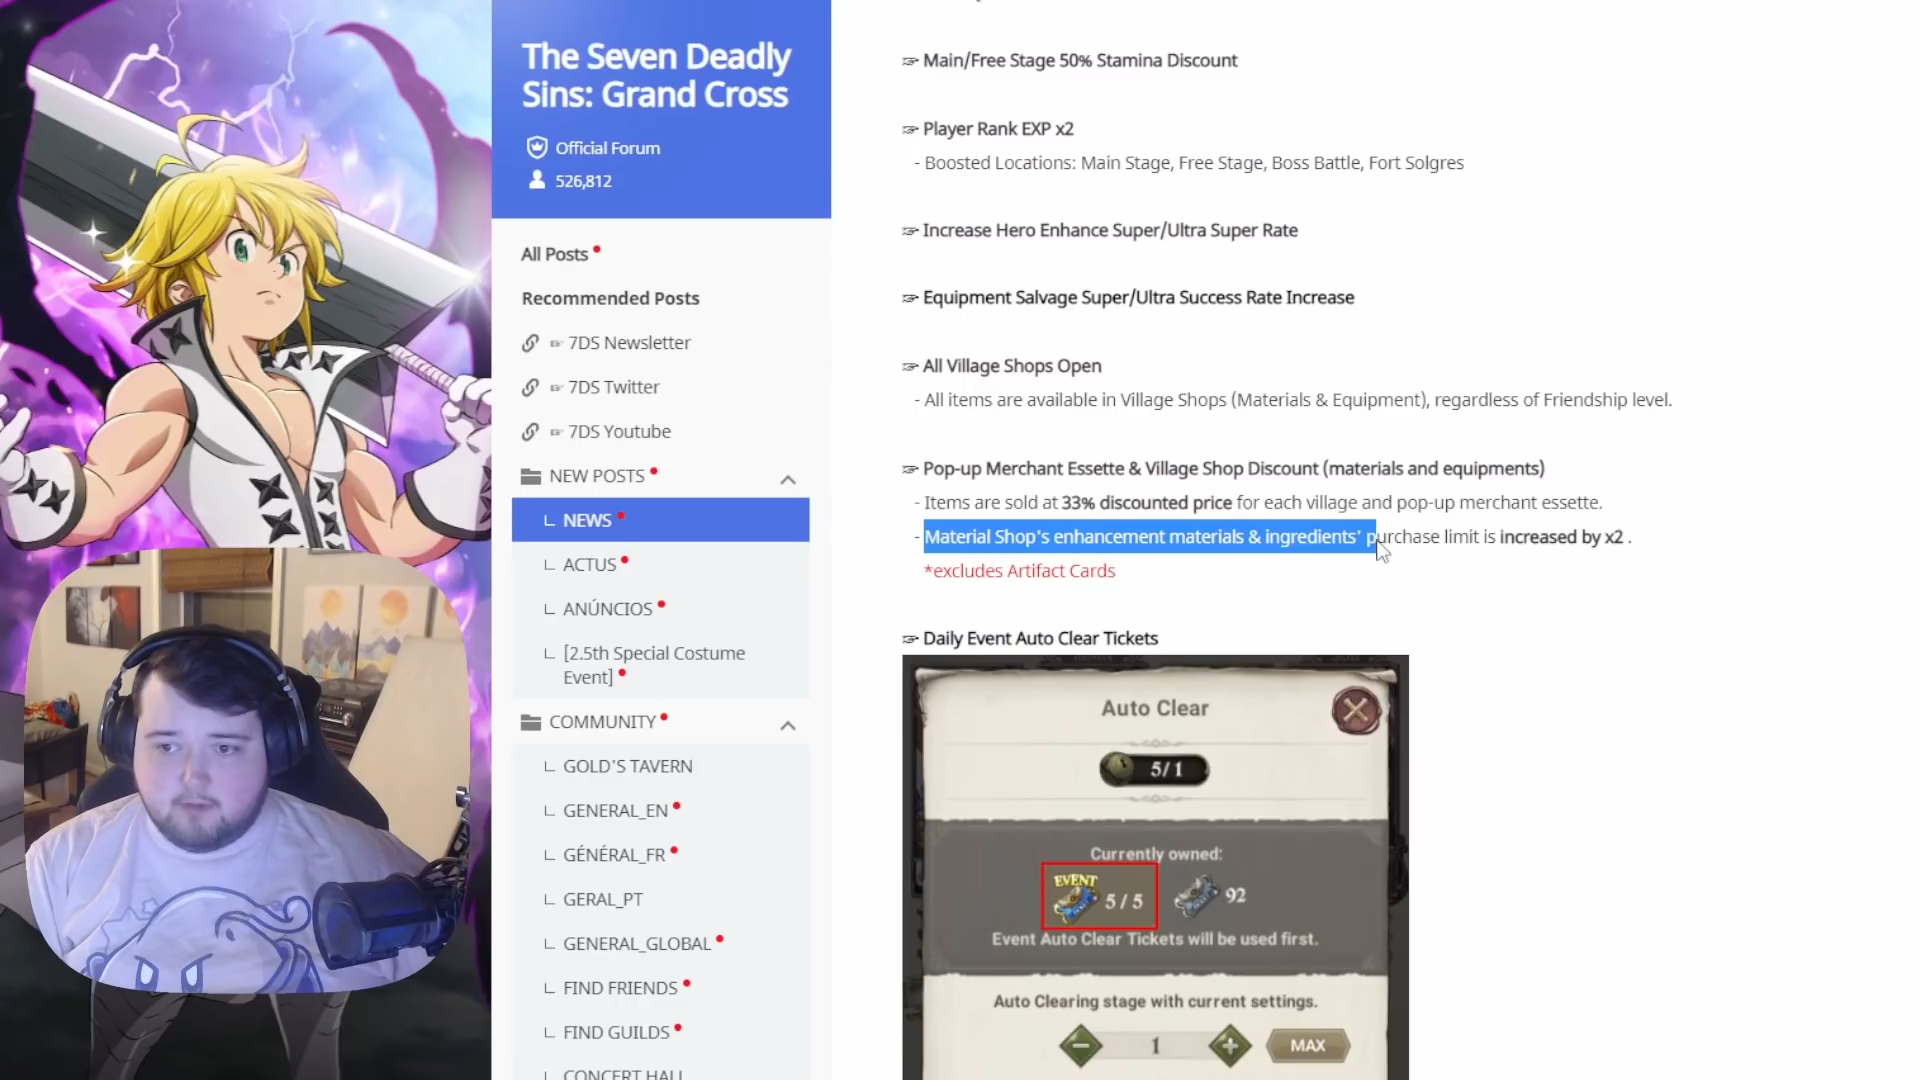 The Seven Deadly
Sins: Grand Cross
Official Forum
526,812
All Posts
Recommended Posts
☞ 7DS Newsletter
☞ 7DS Twitter
☞ 7DS Youtube
NEW POSTS
NEWS
ACTUS
ANÚNCIOS
[2.5th Special Costume
Event]
COMMUNITY
GOLD'S TAVERN
GENERAL_EN
GÉNÉRAL_FR
GERAL_PT
GENERAL_GLOBAL
FIND FRIENDS
FIND GUILDS
CONCERT HALL
☞ Main/Free Stage 50% Stamina Discount
☞ Player Rank EXP x2
- Boosted Locations: Main Stage, Free Stage, Boss Battle, Fort Solgres
☞ Increase Hero Enhance Super/Ultra Super Rate
☞ Equipment Salvage Super/Ultra Success Rate Increase
☞ All Village Shops Open
- All items are available in Village Shops (Materials & Equipment), regardless of Friendship level.
☞ Pop-up Merchant Essette & Village Shop Discount (materials and equipments)
- Items are sold at 33% discounted price for each village and pop-up merchant essette.
- Material Shop's enhancement materials & ingredients' purchase limit is increased by x2 .
*excludes Artifact Cards
☞ Daily Event Auto Clear Tickets
Auto Clear
5/1
Currently owned:
EVENT
5 / 5
92
Event Auto Clear Tickets will be used first.
Auto Clearing stage with current settings.
1
MAX